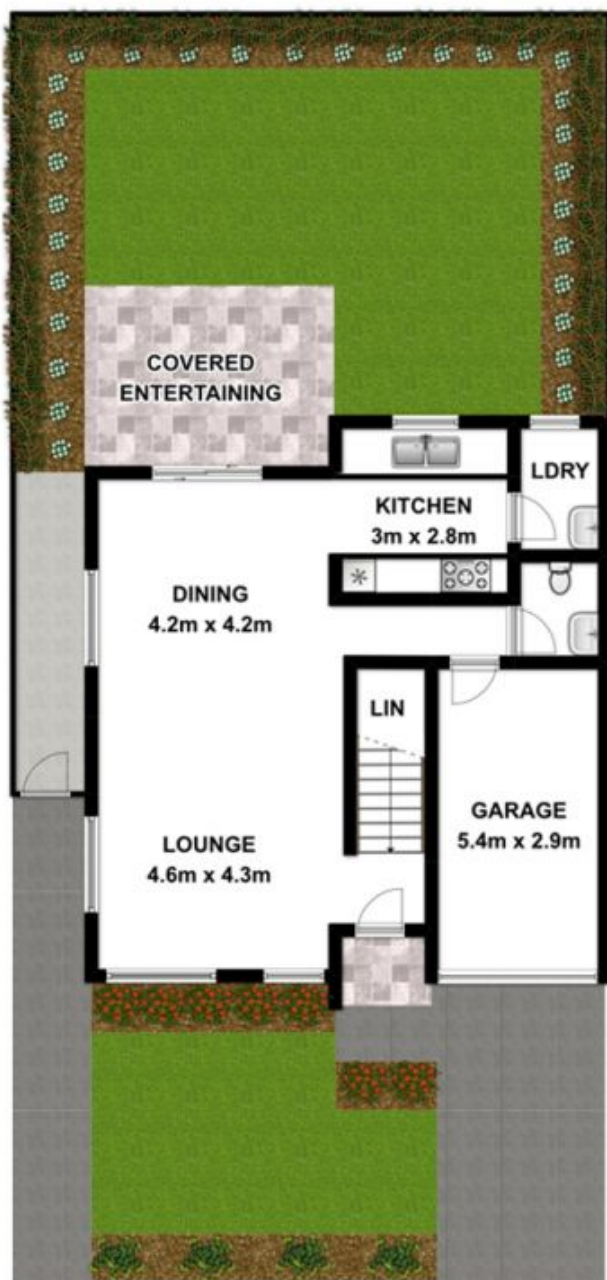 COVERED
ENTERTAINING
LDRY
KITCHEN
3m x 2.8m
DINING
4.2m x 4.2m
LIN
GARAGE
5.4m x 2.9m
LOUNGE
4.6m x 4.3m